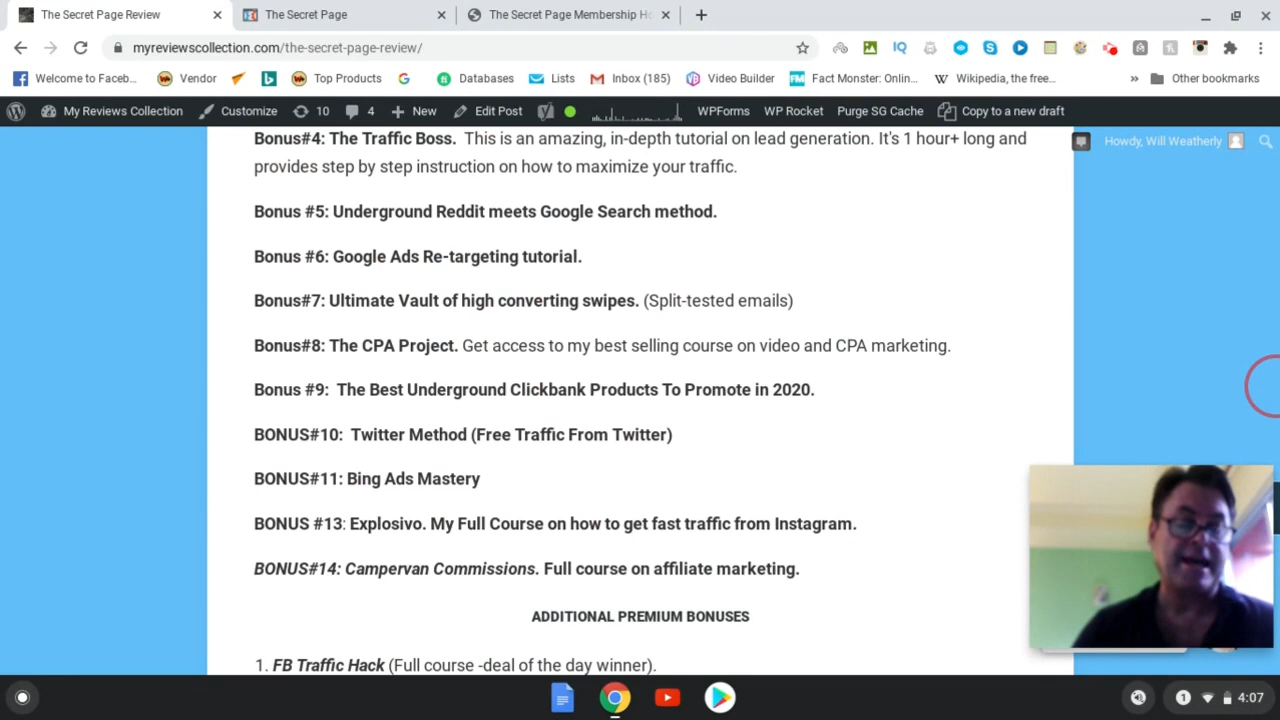 The Secret Page Review
The Secret Page
The Secret Page Membership Ho
myreviewscollection.com/the-secret-page-review/
Welcome to Faceb... Vendor Top Products Databases Lists Inbox (185) Video Builder Fact Monster: Onlin... Wikipedia, the free... » Other bookmarks
My Reviews Collection Customize 10 4 New Edit Post WPForms WP Rocket Purge SG Cache Copy to a new draft
Howdy, Will Weatherly
Bonus#4: The Traffic Boss. This is an amazing, in-depth tutorial on lead generation. It's 1 hour+ long and
provides step by step instruction on how to maximize your traffic.
Bonus #5: Underground Reddit meets Google Search method.
Bonus #6: Google Ads Re-targeting tutorial.
Bonus#7: Ultimate Vault of high converting swipes. (Split-tested emails)
Bonus#8: The CPA Project. Get access to my best selling course on video and CPA marketing.
Bonus #9: The Best Underground Clickbank Products To Promote in 2020.
BONUS#10: Twitter Method (Free Traffic From Twitter)
BONUS#11: Bing Ads Mastery
BONUS #13: Explosivo. My Full Course on how to get fast traffic from Instagram.
BONUS#14: Campervan Commissions. Full course on affiliate marketing.
ADDITIONAL PREMIUM BONUSES
1. FB Traffic Hack (Full course -deal of the day winner).
1 4:07